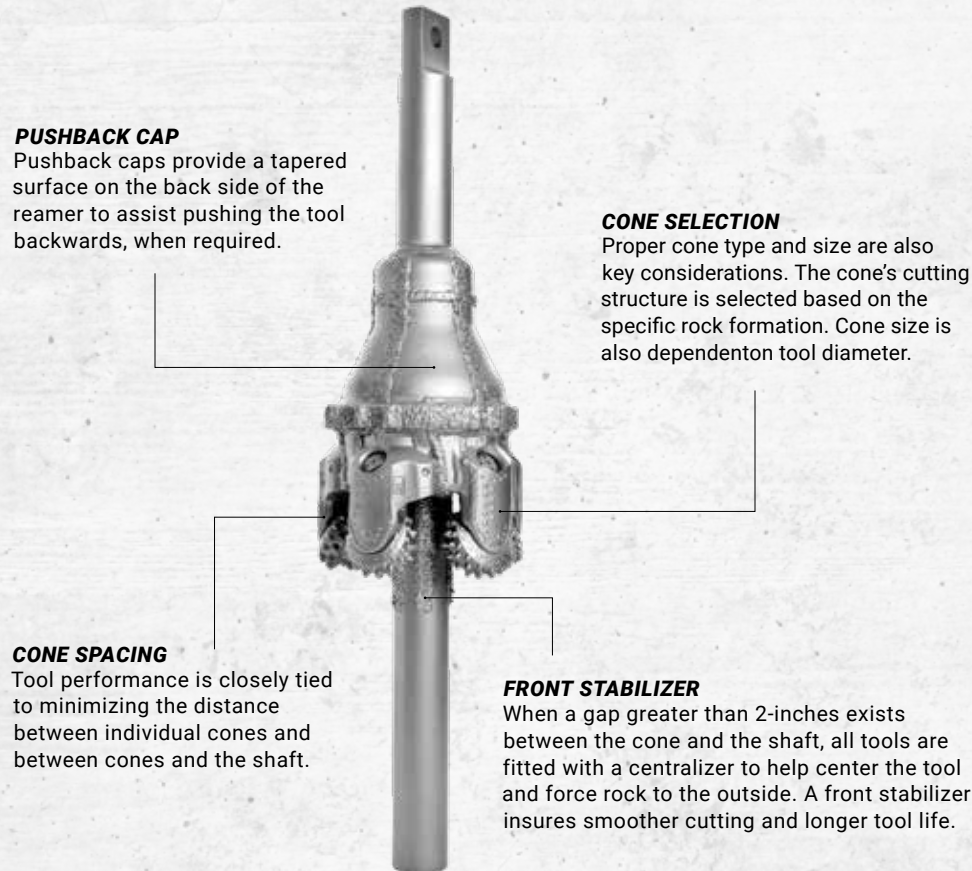 PUSHBACK CAP
Pushback caps provide a tapered
surface on the back side of the
reamer to assist pushing the tool
backwards, when required.
CONE SELECTION
Proper cone type and size are also
key considerations. The cone's cutting
structure is selected based on the
specific rock formation. Cone size is
also dependenton tool diameter.
CONE SPACING
Tool performance is closely tied
to minimizing the distance
between individual cones and
between cones and the shaft.
FRONT STABILIZER
When a gap greater than 2-inches exists
between the cone and the shaft, all tools are
fitted with a centralizer to help center the tool
and force rock to the outside. A front stabilizer
insures smoother cutting and longer tool life.